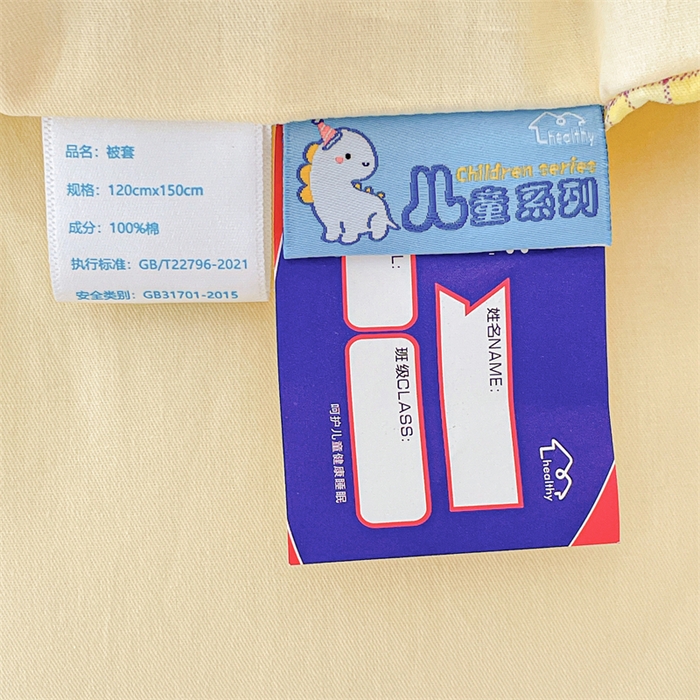 品名：被套
规格：120cmx150cm
成分：100%棉
执行标准：GB/T22796-2021
安全类别：GB31701-2015
healthy
Children series
儿童系列
L:
姓名NAME:
班级CLASS:
呵护儿童健康睡眠
healthy